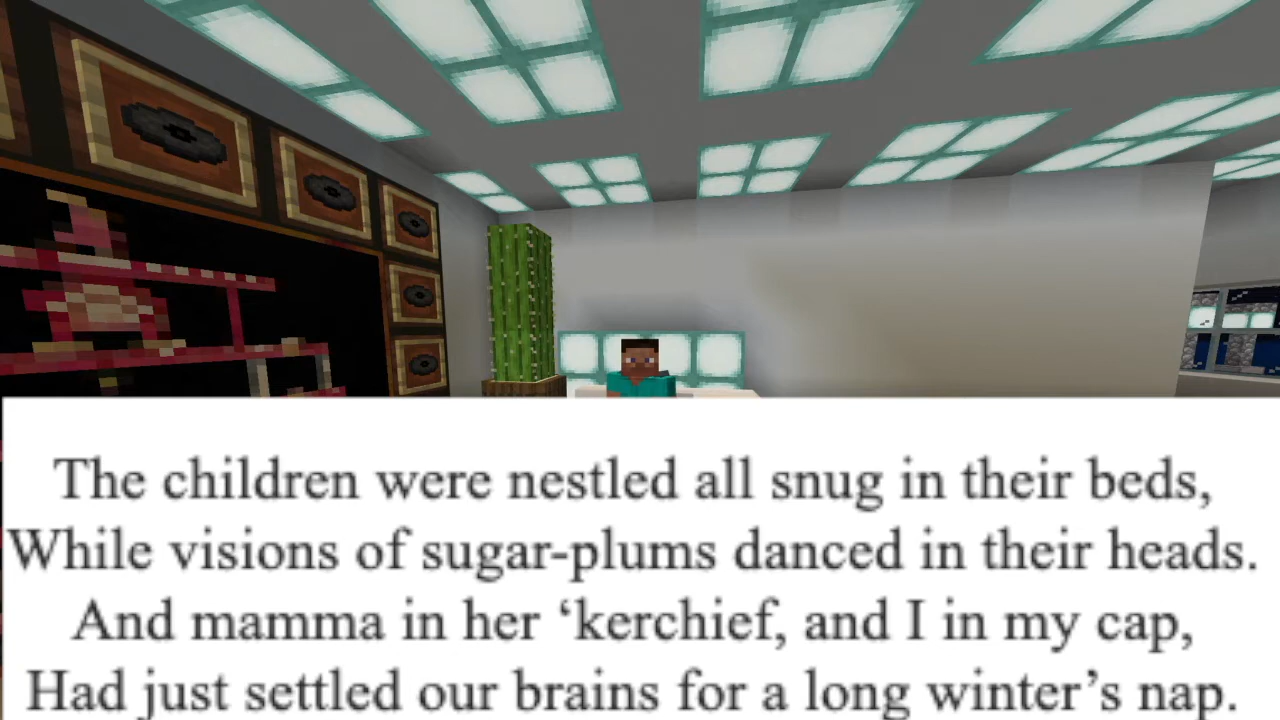 The children were nestled all snug in their beds,
While visions of sugar-plums danced in their heads.
And mamma in her ‘kerchief, and I in my cap,
Had just settled our brains for a long winter’s nap.